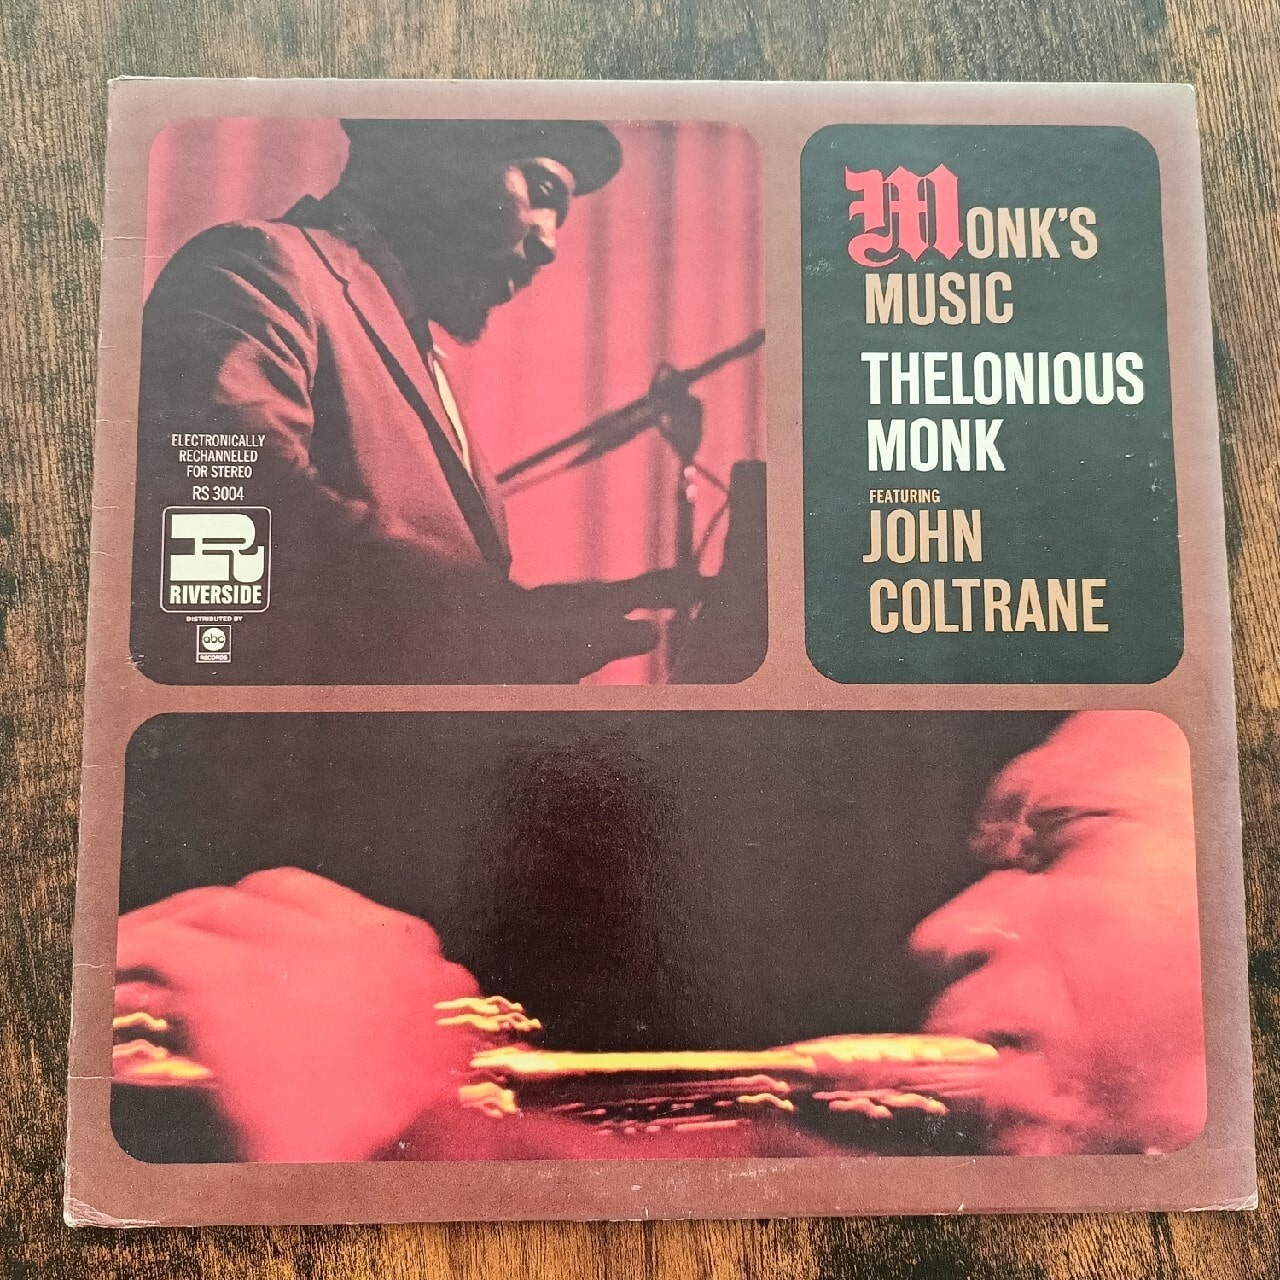 MONK'S
MUSIC
THELONIOUS
MONK
FEATURING
JOHN
COLTRANE
ELECTRONICALLY
RECHANNELED
FOR STEREO
RS 3004
R
RIVERSIDE
DISTRIBUTED BY
abc
RECORDS